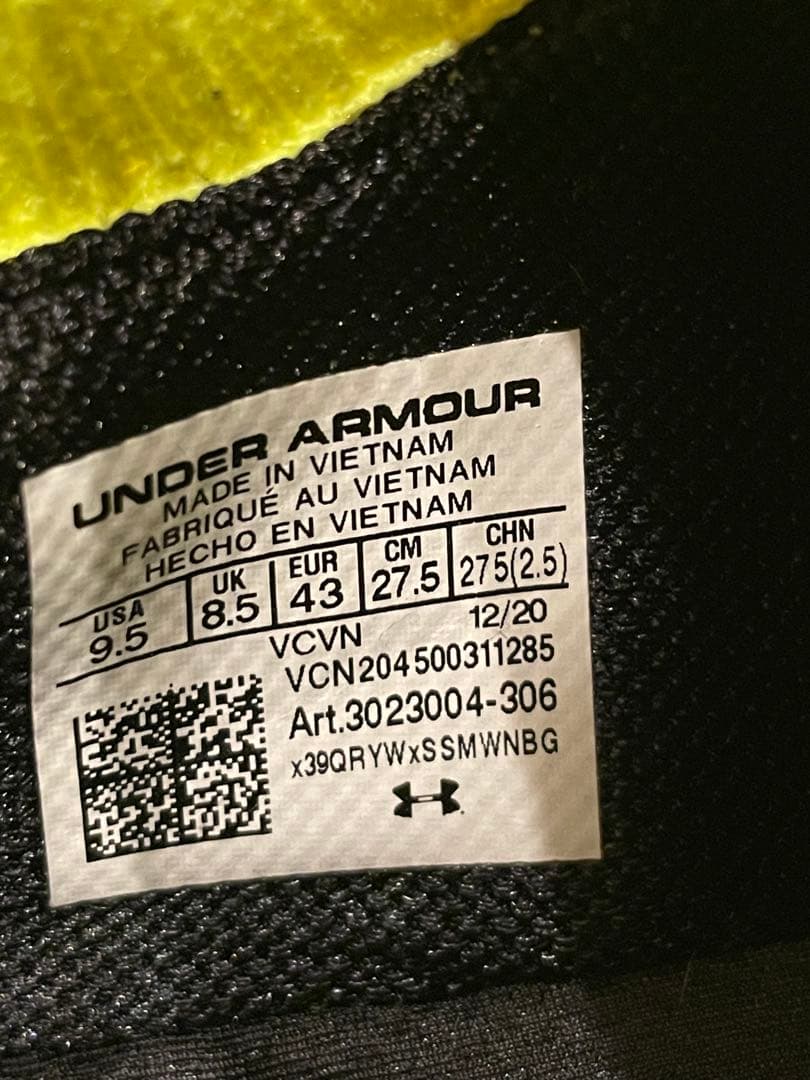 UNDER ARMOUR
MADE IN VIETNAM
FABRIQUÉ AU VIETNAM
HECHO EN VIETNAM
USA UK EUR CM CHN
9.5 8.5 43 27.5 275(2.5)
VCVN 12/20
VCN204500311285
Art.3023004-306
x39QRYWxSSMWNBG